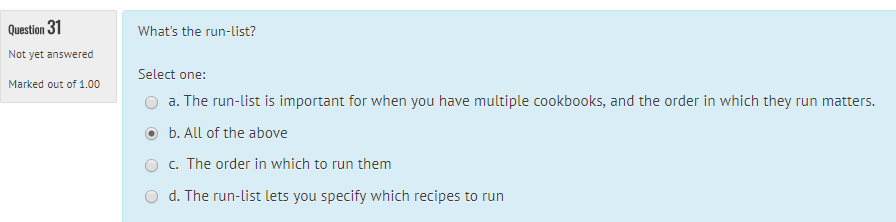 Question 31
Not yet answered
Marked out of 1.00
What's the run-list?
Select one:
a. The run-list is important for when you have multiple cookbooks, and the order in which they run matters.
b. All of the above
c. The order in which to run them
d. The run-list lets you specify which recipes to run